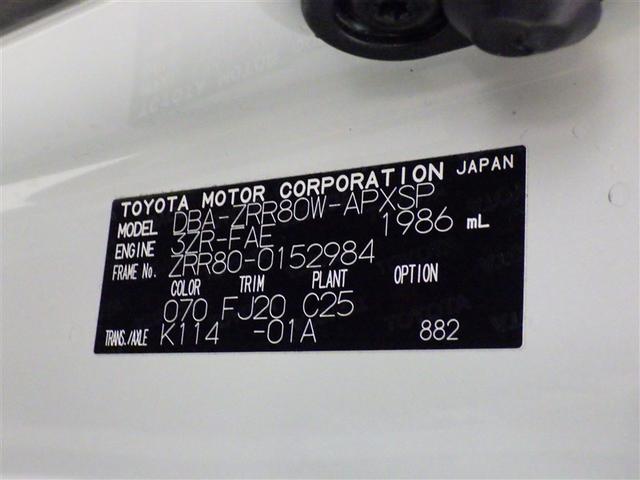 TOYOTA MOTOR CORPORATION JAPAN
MODEL DBA-ZRR80W-APXSP
ENGINE 3ZR-FAE 1986 mL
FRAME No. ZRR80-0152984
COLOR TRIM PLANT OPTION
070 FJ20 C25
TRANS./AXLE K114 -01A 882